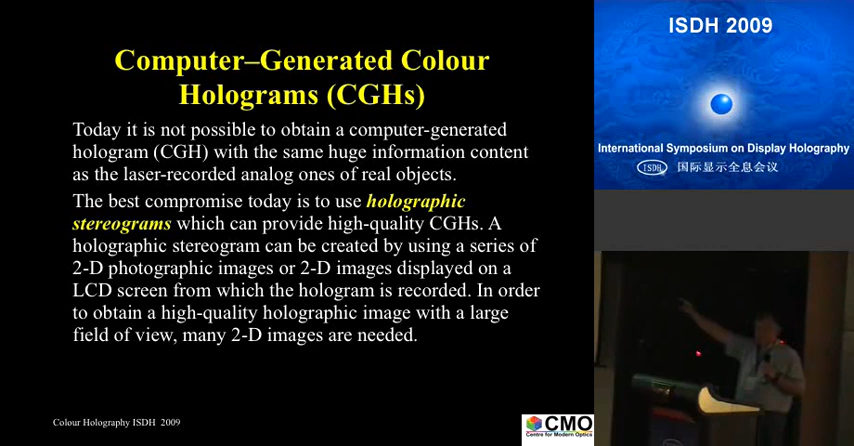 Computer–Generated Colour
Holograms (CGHs)
Today it is not possible to obtain a computer-generated
hologram (CGH) with the same huge information content
as the laser-recorded analog ones of real objects.
The best compromise today is to use holographic
stereograms which can provide high-quality CGHs. A
holographic stereogram can be created by using a series of
2-D photographic images or 2-D images displayed on a
LCD screen from which the hologram is recorded. In order
to obtain a high-quality holographic image with a large
field of view, many 2-D images are needed.
Colour Holography ISDH 2009
CMO
Centre for Modern Optics
ISDH 2009
International Symposium on Display Holography
ISDH 国际显示全息会议